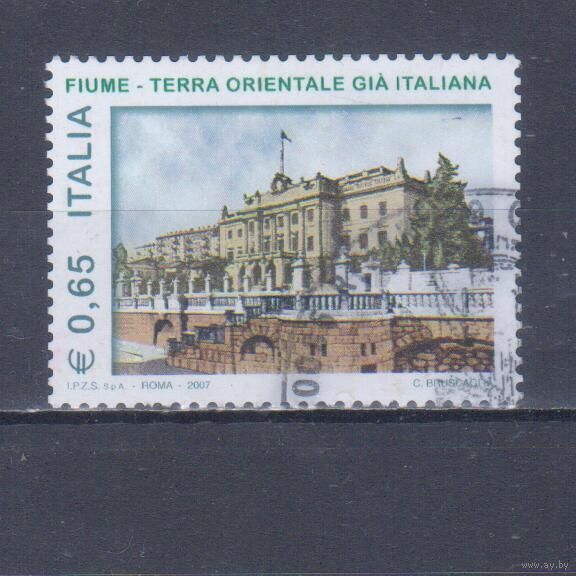 FIUME - TERRA ORIENTALE GIÀ ITALIANA
€ 0,65 ITALIA
I.P.Z.S. S.p.A. - ROMA - 2007
C. BRUSCAGLIA
www.ay.by